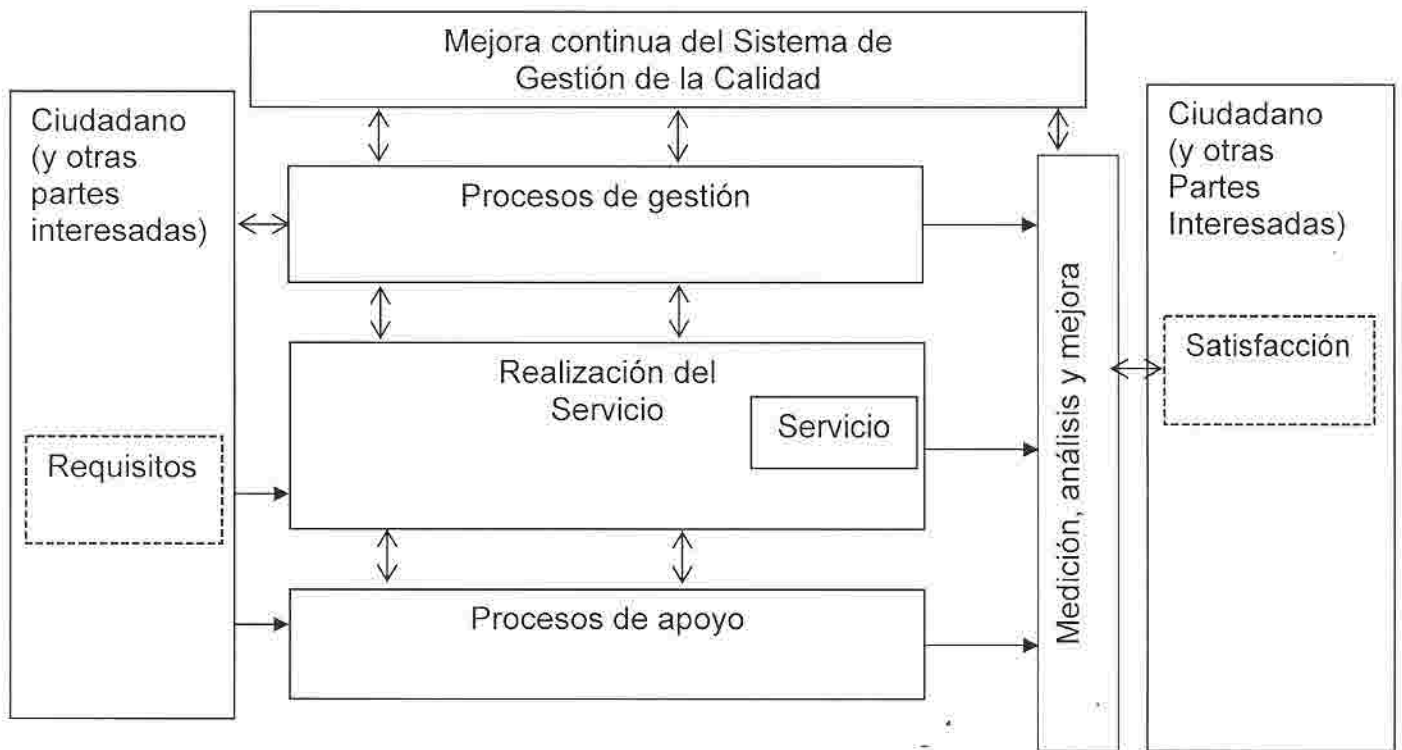 Mejora continua del Sistema de
Gestión de la Calidad
Ciudadano
(y otras
partes
interesadas)
Requisitos
Procesos de gestión
Realización del
Servicio
Servicio
Procesos de apoyo
Medición, análisis y mejora
Ciudadano
(y otras
Partes
Interesadas)
Satisfacción